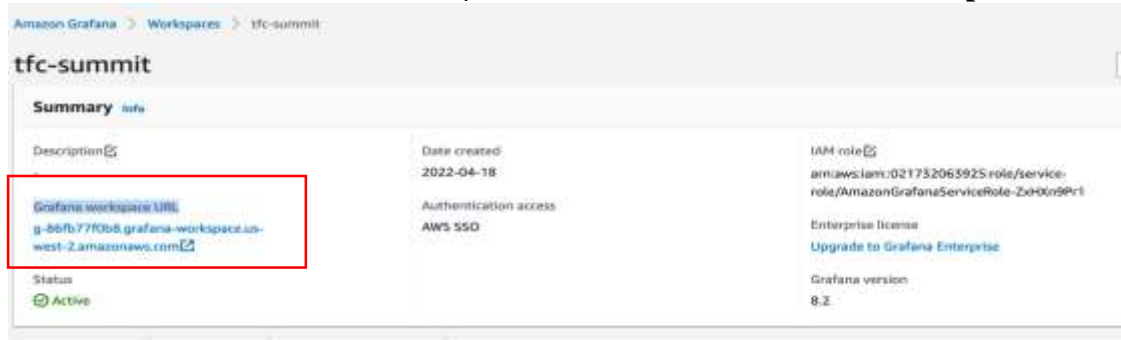 Amazon Grafana > Workspaces > tfc-summit
tfc-summit
Summary Info
Description
-
Grafana workspace URL
g-86fb77f0b8.grafana-workspace.us-
west-2.amazonaws.com
Status
Active
Date created
2022-04-18
Authentication access
AWS SSO
IAM role
arn:aws:iam::021732063925:role/service-
role/AmazonGrafanaServiceRole-ZxHXn9Pr1
Enterprise license
Upgrade to Grafana Enterprise
Grafana version
8.2